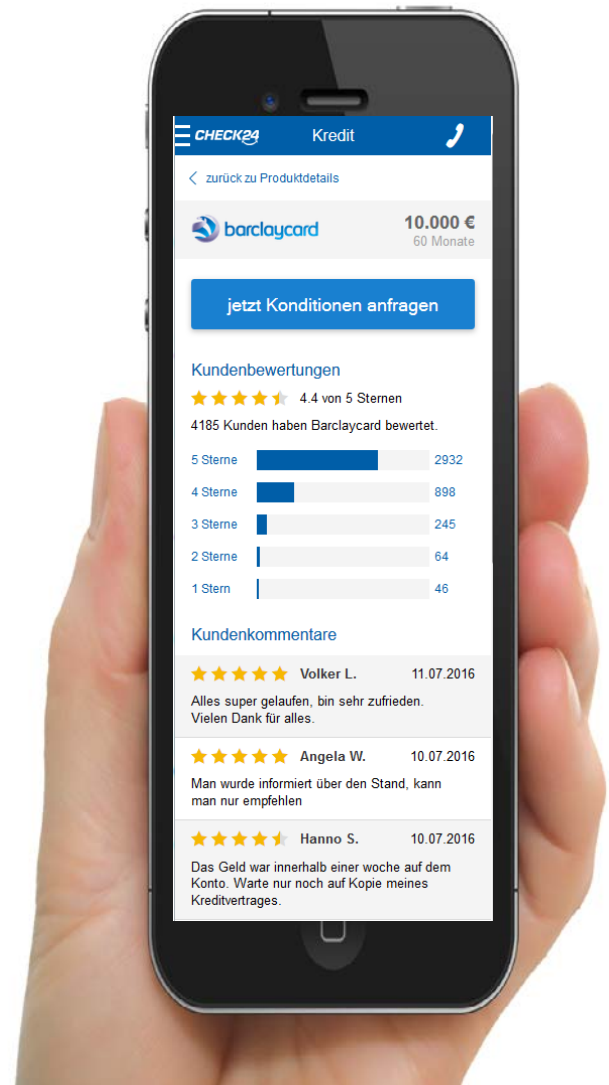 CHECK24 Kredit
zurück zu Produktdetails
barclaycard 10.000 €
60 Monate
jetzt Konditionen anfragen
Kundenbewertungen
4.4 von 5 Sternen
4185 Kunden haben Barclaycard bewertet.
5 Sterne 2932
4 Sterne 898
3 Sterne 245
2 Sterne 64
1 Stern 46
Kundenkommentare
Volker L. 11.07.2016
Alles super gelaufen, bin sehr zufrieden.
Vielen Dank für alles.
Angela W. 10.07.2016
Man wurde informiert über den Stand, kann
man nur empfehlen
Hanno S. 10.07.2016
Das Geld war innerhalb einer woche auf dem
Konto. Warte nur noch auf Kopie meines
Kreditvertrages.